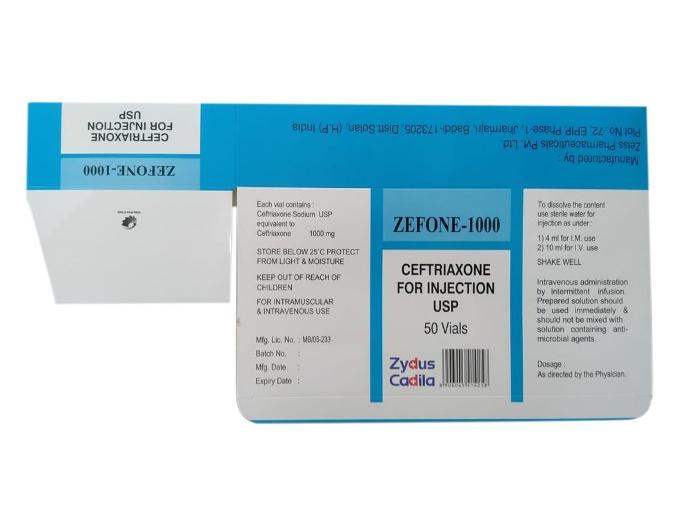 Manufactured by :
Zeiss Pharmaceuticals Pvt. Ltd.
Plot No.-72, EPIP, Phase-1, Jharmajri, Baddi-173205, Distt.Solan, (H.P) India
CEFTRIAXONE
FOR INJECTION
USP
ZEFONE-1000
Each vial contains :
Ceftriaxone Sodium USP
equivalent to
Ceftriaxone 1000 mg
STORE BELOW 25°C PROTECT
FROM LIGHT & MOISTURE
KEEP OUT OF REACH OF
CHILDREN
FOR INTRAMUSCULAR
& INTRAVENOUS USE
Mfg. Lic. No. : MB/05-233
Batch No. :
Mfg. Date :
Expiry Date :
ZEFONE-1000
CEFTRIAXONE
FOR INJECTION
USP
50 Vials
Zydus
Cadila
To dissolve the content
use sterile water for
injection as under :
1) 4 ml for I.M. use
2) 10 ml for I.V. use
SHAKE WELL
Intravenous administration
by intermittent infusion.
Prepared solution should
be used immediately &
should not be mixed with
solution containing anti-
microbial agents.
Dosage :
As directed by the Physician.